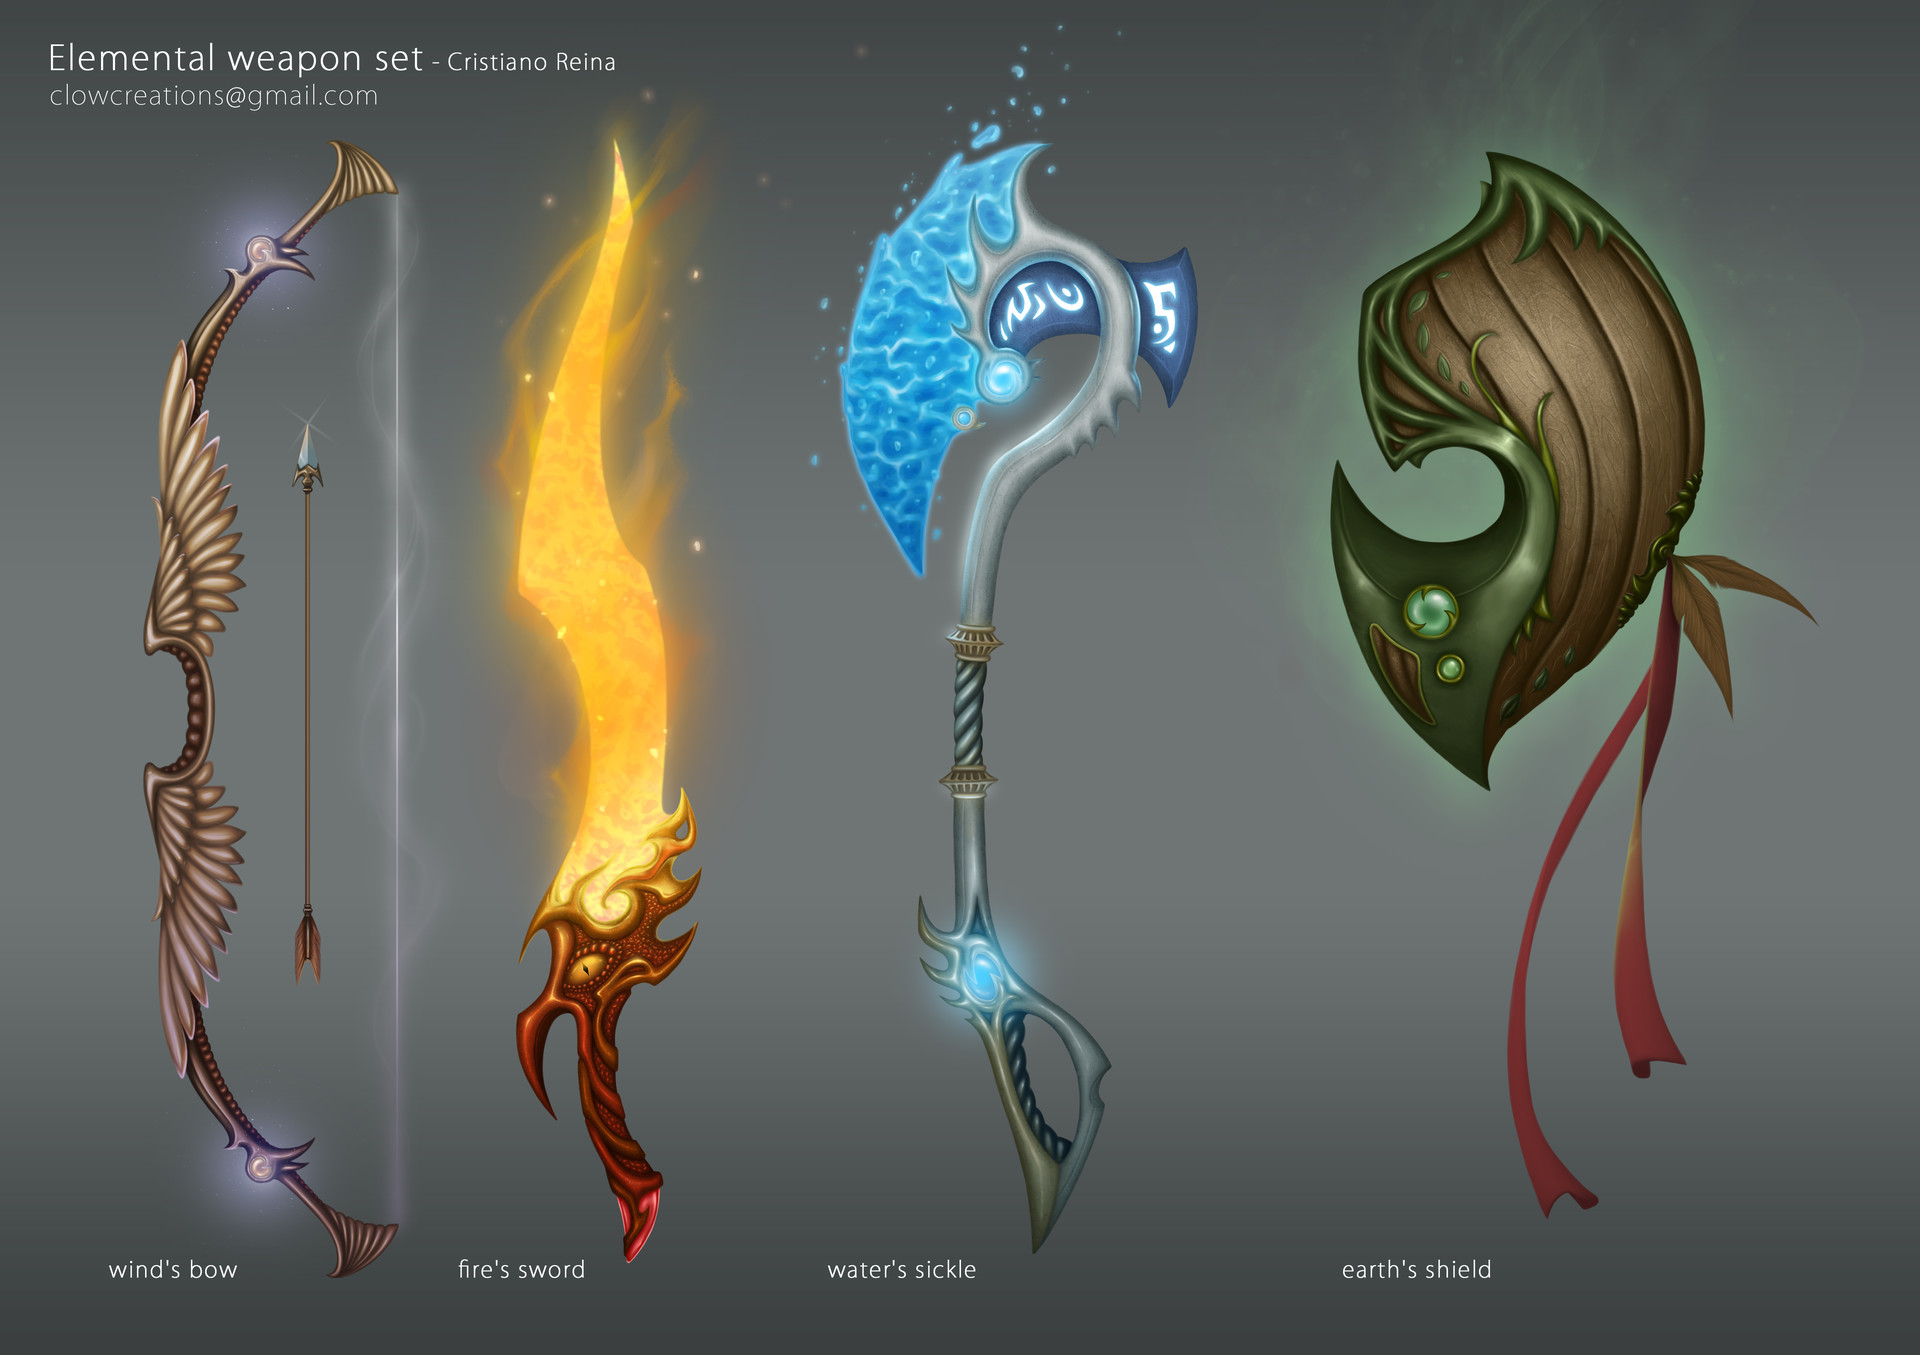 Elemental weapon set - Cristiano Reina
clowcreations@gmail.com
wind's bow
fire's sword
water's sickle
earth's shield